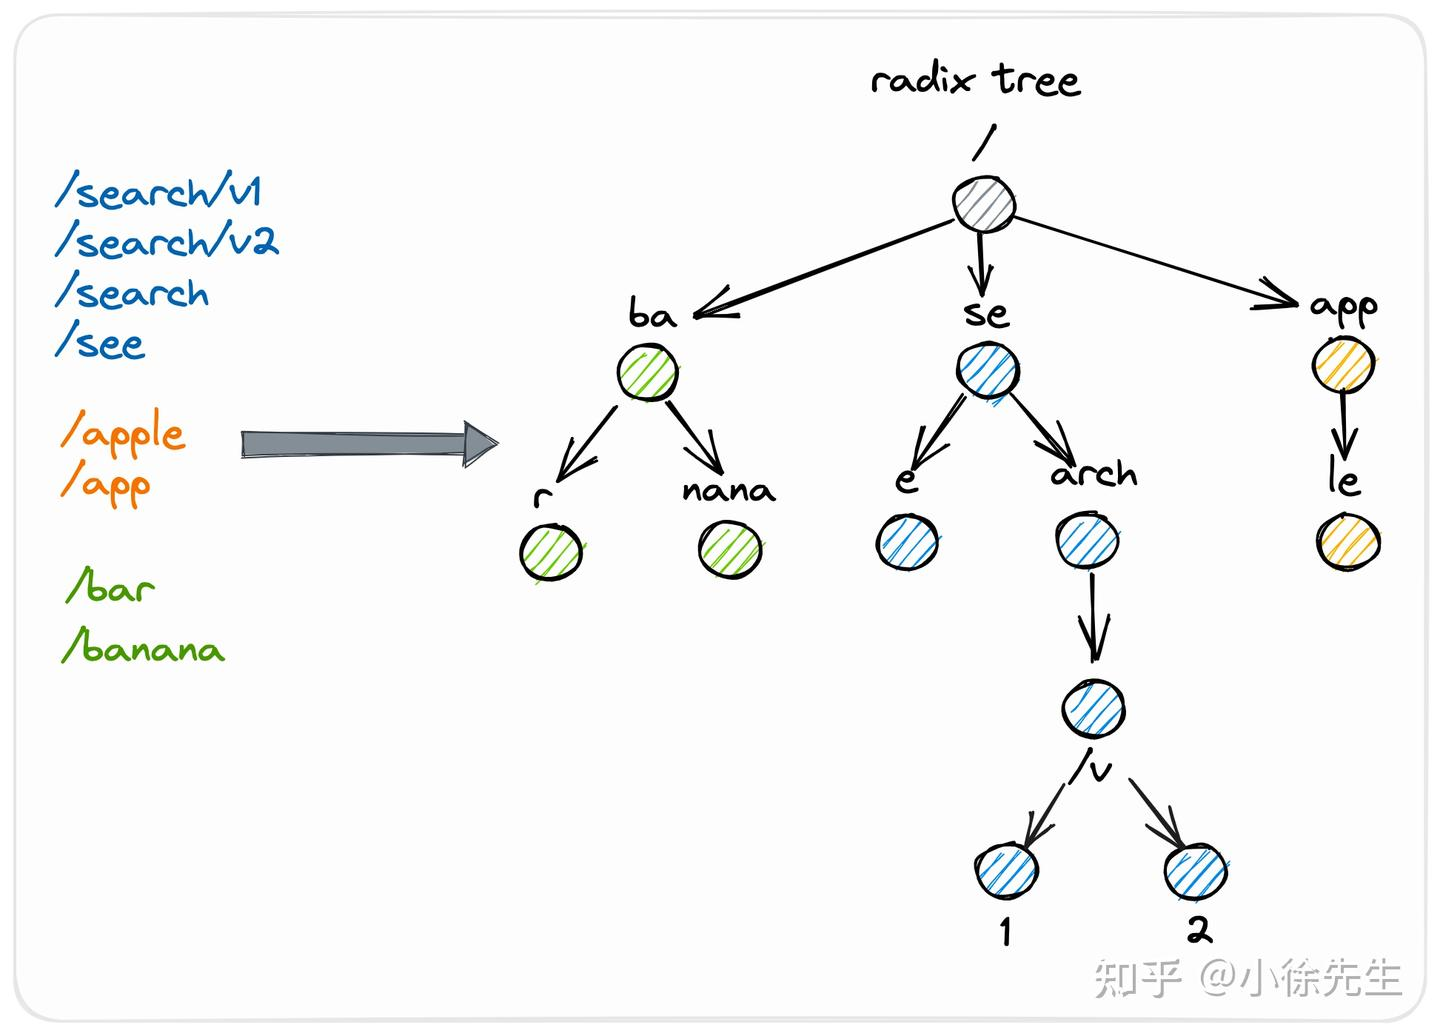 radix tree
/
/search/v1
/search/v2
/search
/see
/apple
/app
/bar
/banana
ba
se
app
r
nana
e
arch
le
/v
1
2
知乎 @小徐先生